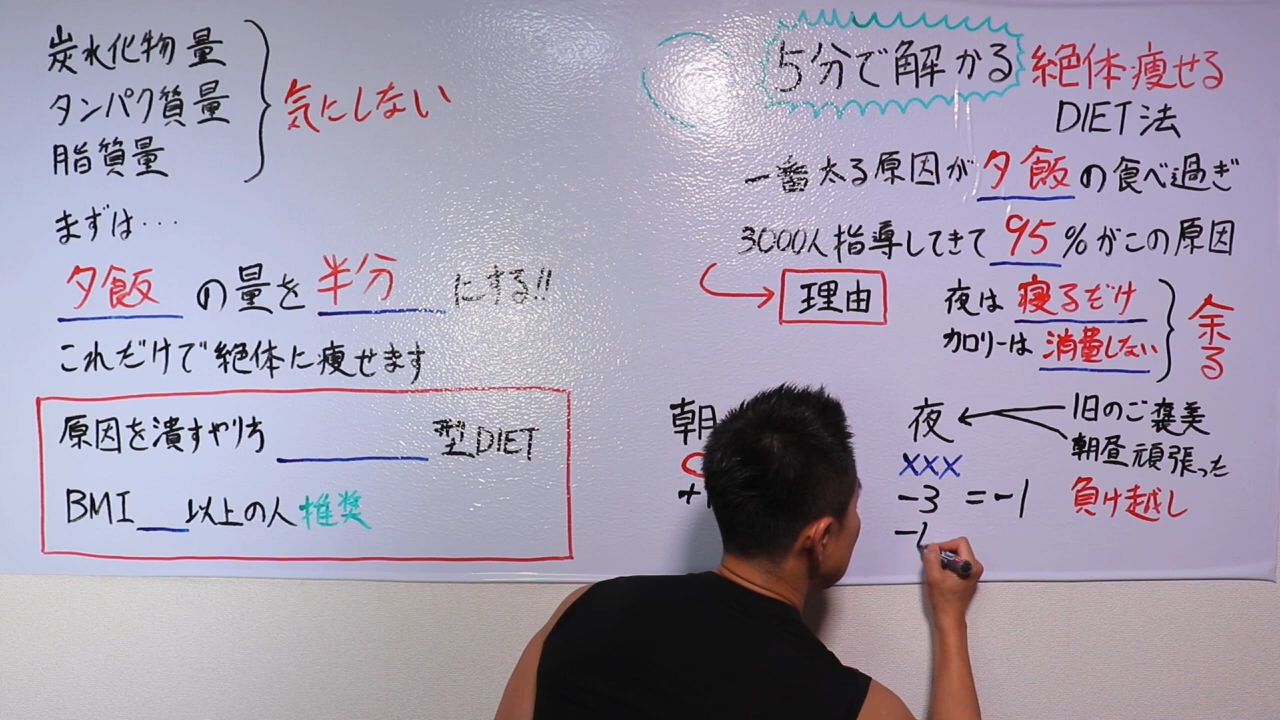 炭水化物量
タンパク質量
脂質量
気にしない
まずは…
夕飯の量を半分にする!!
これだけで絶体に痩せます
原因を潰すやり方 型DIET
BMI 以上の人推奨
5分で解かる絶体痩せる
DIET法
一番太る原因が夕飯の食べ過ぎ
3000人指導してきて95%がこの原因
理由
夜は寝るだけ
カロリーは消費しない
余る
朝
夜
1日のご褒美
朝昼頑張った
×××
-3 = -1
負け越し